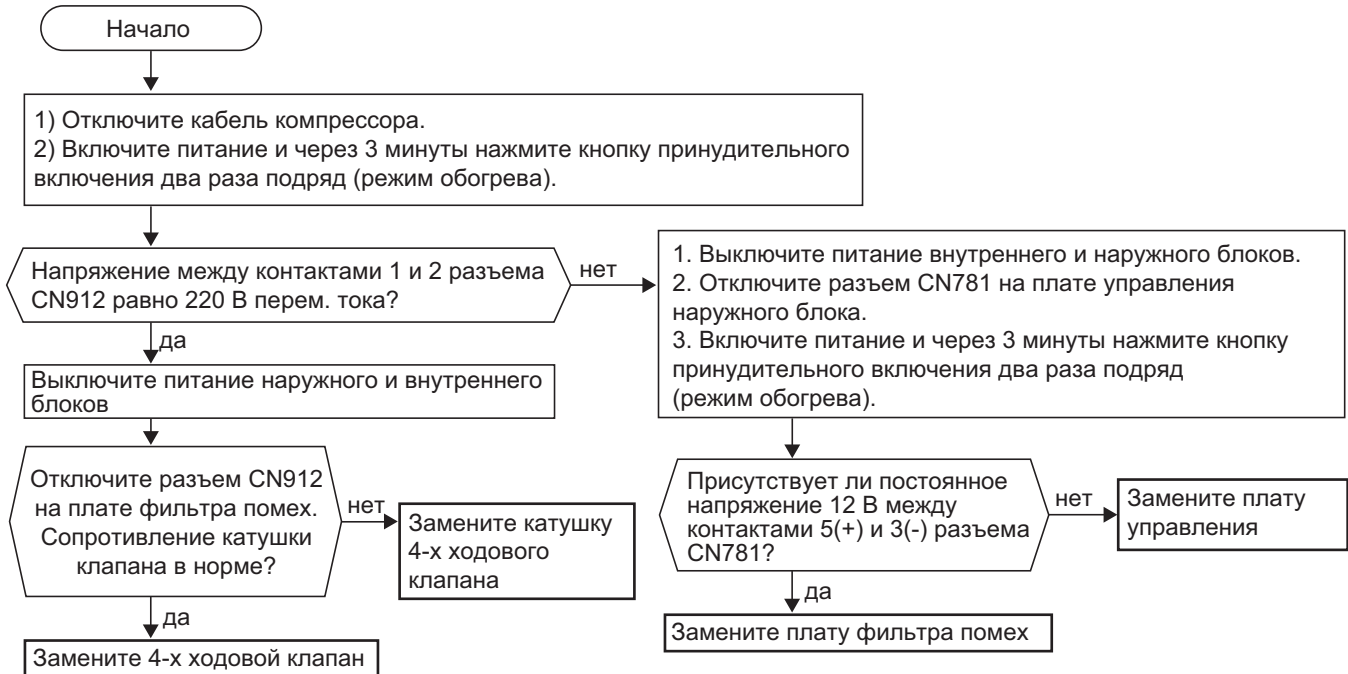 Начало
1) Отключите кабель компрессора.
2) Включите питание и через 3 минуты нажмите кнопку принудительного
включения два раза подряд (режим обогрева).
Напряжение между контактами 1 и 2 разъема
CN912 равно 220 В перем. тока?
нет
1. Выключите питание внутреннего и наружного блоков.
2. Отключите разъем CN781 на плате управления
наружного блока.
3. Включите питание и через 3 минуты нажмите кнопку
принудительного включения два раза подряд
(режим обогрева).
да
Выключите питание наружного и внутреннего
блоков
Отключите разъем CN912
на плате фильтра помех.
Сопротивление катушки
клапана в норме?
нет
Замените катушку
4-х ходового
клапана
Присутствует ли постоянное
напряжение 12 В между
контактами 5(+) и 3(-) разъема
CN781?
нет
Замените плату
управления
да
Замените 4-х ходовой клапан
да
Замените плату фильтра помех